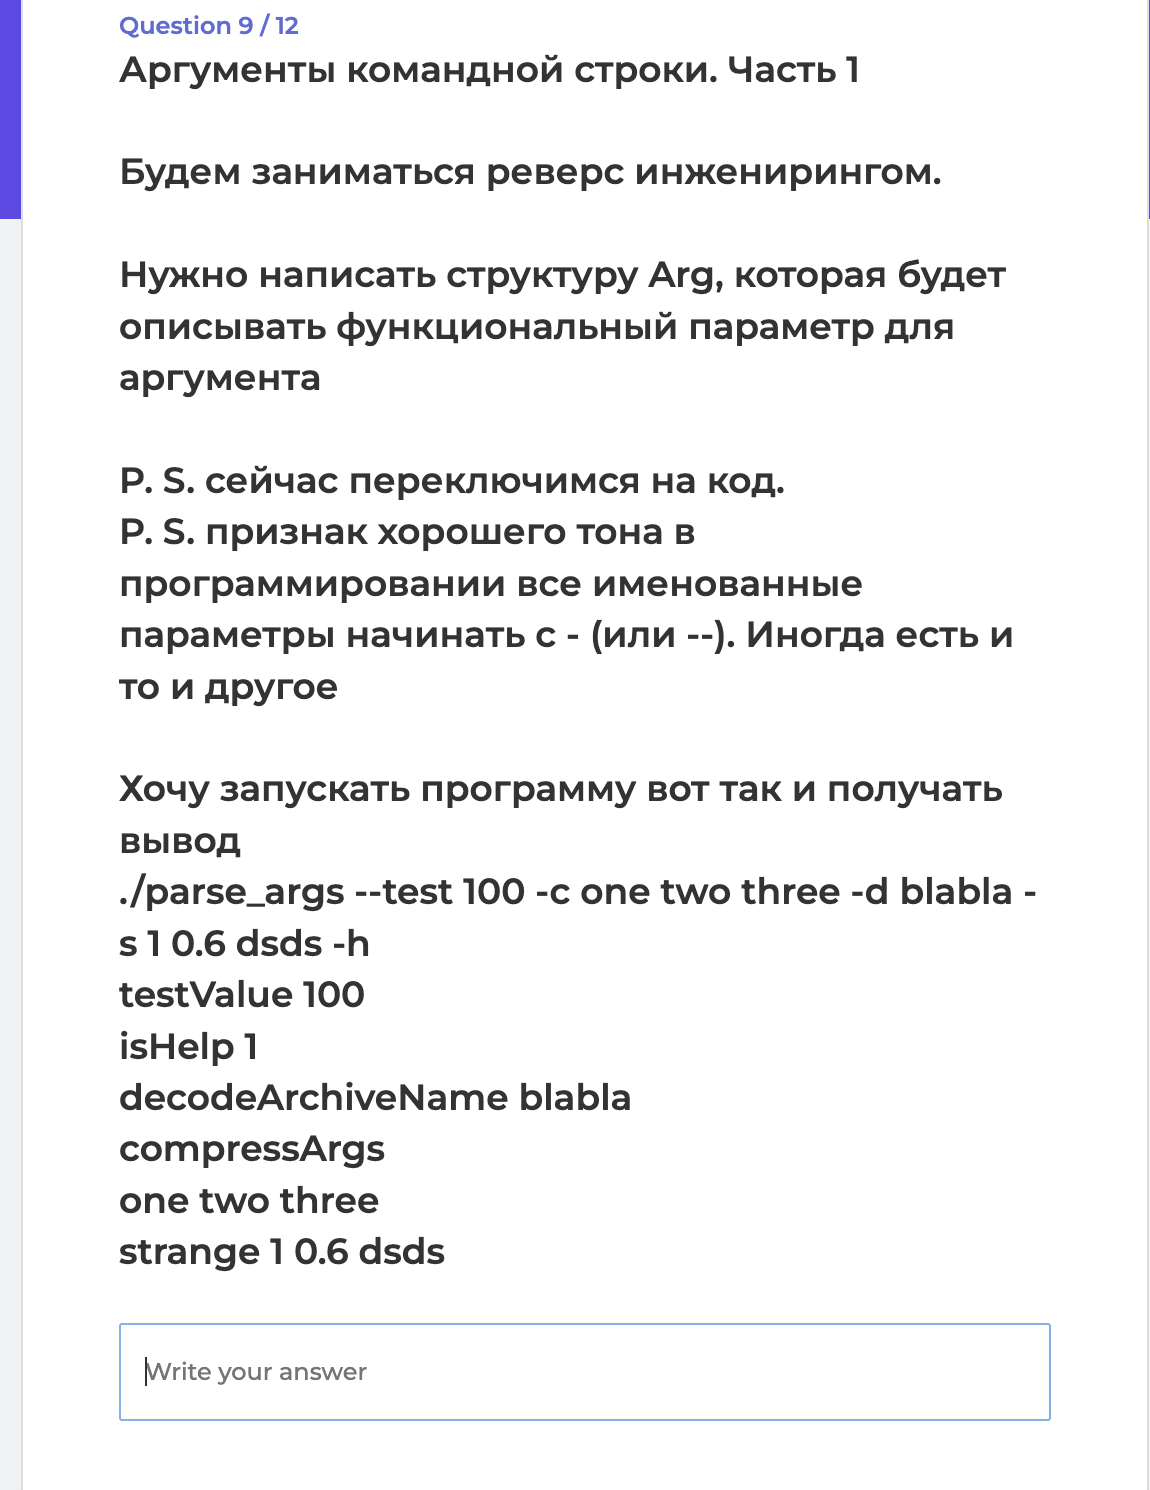 Question 9 / 12
Аргументы командной строки. Часть 1
Будем заниматься реверс инженирингом.
Нужно написать структуру Arg, которая будет
описывать функциональный параметр для
аргумента
P. S. сейчас переключимся на код.
P. S. признак хорошего тона в
программировании все именованные
параметры начинать с - (или --). Иногда есть и
то и другое
Хочу запускать программу вот так и получать
вывод
./parse_args --test 100 -c one two three -d blabla -
s 1 0.6 dsds -h
testValue 100
isHelp 1
decodeArchiveName blabla
compressArgs
one two three
strange 1 0.6 dsds
Write your answer